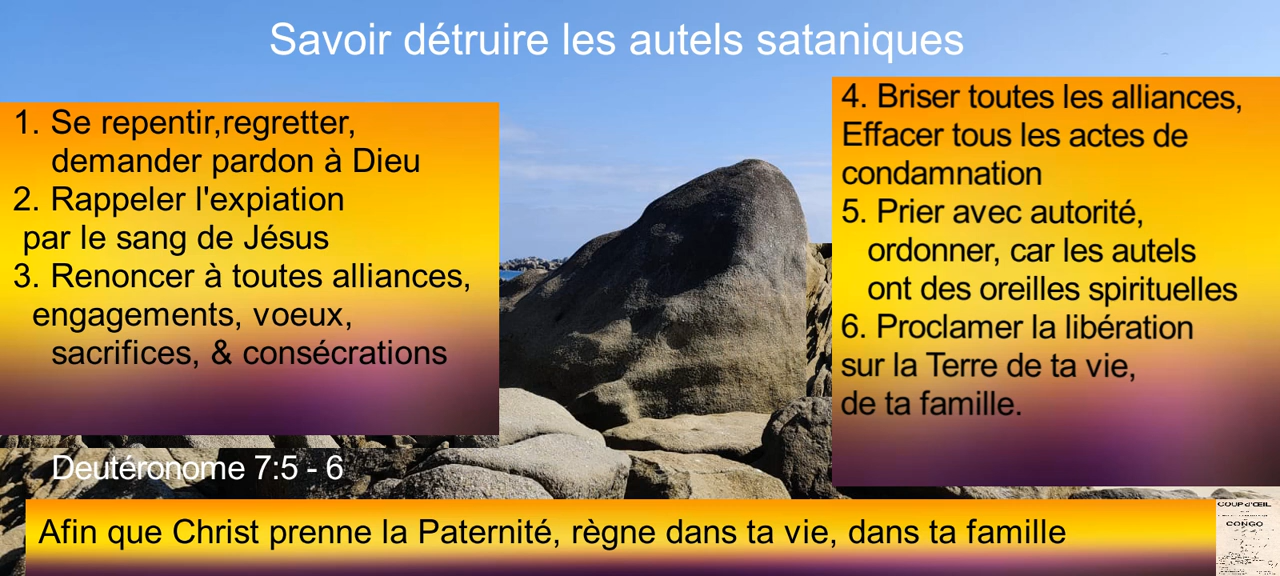 Savoir détruire les autels sataniques
1. Se repentir,regretter,
demander pardon à Dieu
2. Rappeler l'expiation
par le sang de Jésus
3. Renoncer à toutes alliances,
engagements, voeux,
sacrifices, & consécrations
4. Briser toutes les alliances,
Effacer tous les actes de
condamnation
5. Prier avec autorité,
ordonner, car les autels
ont des oreilles spirituelles
6. Proclamer la libération
sur la Terre de ta vie,
de ta famille.
Deutéronome 7:5 - 6
Afin que Christ prenne la Paternité, règne dans ta vie, dans ta famille
COUP d'ŒIL
CONGO